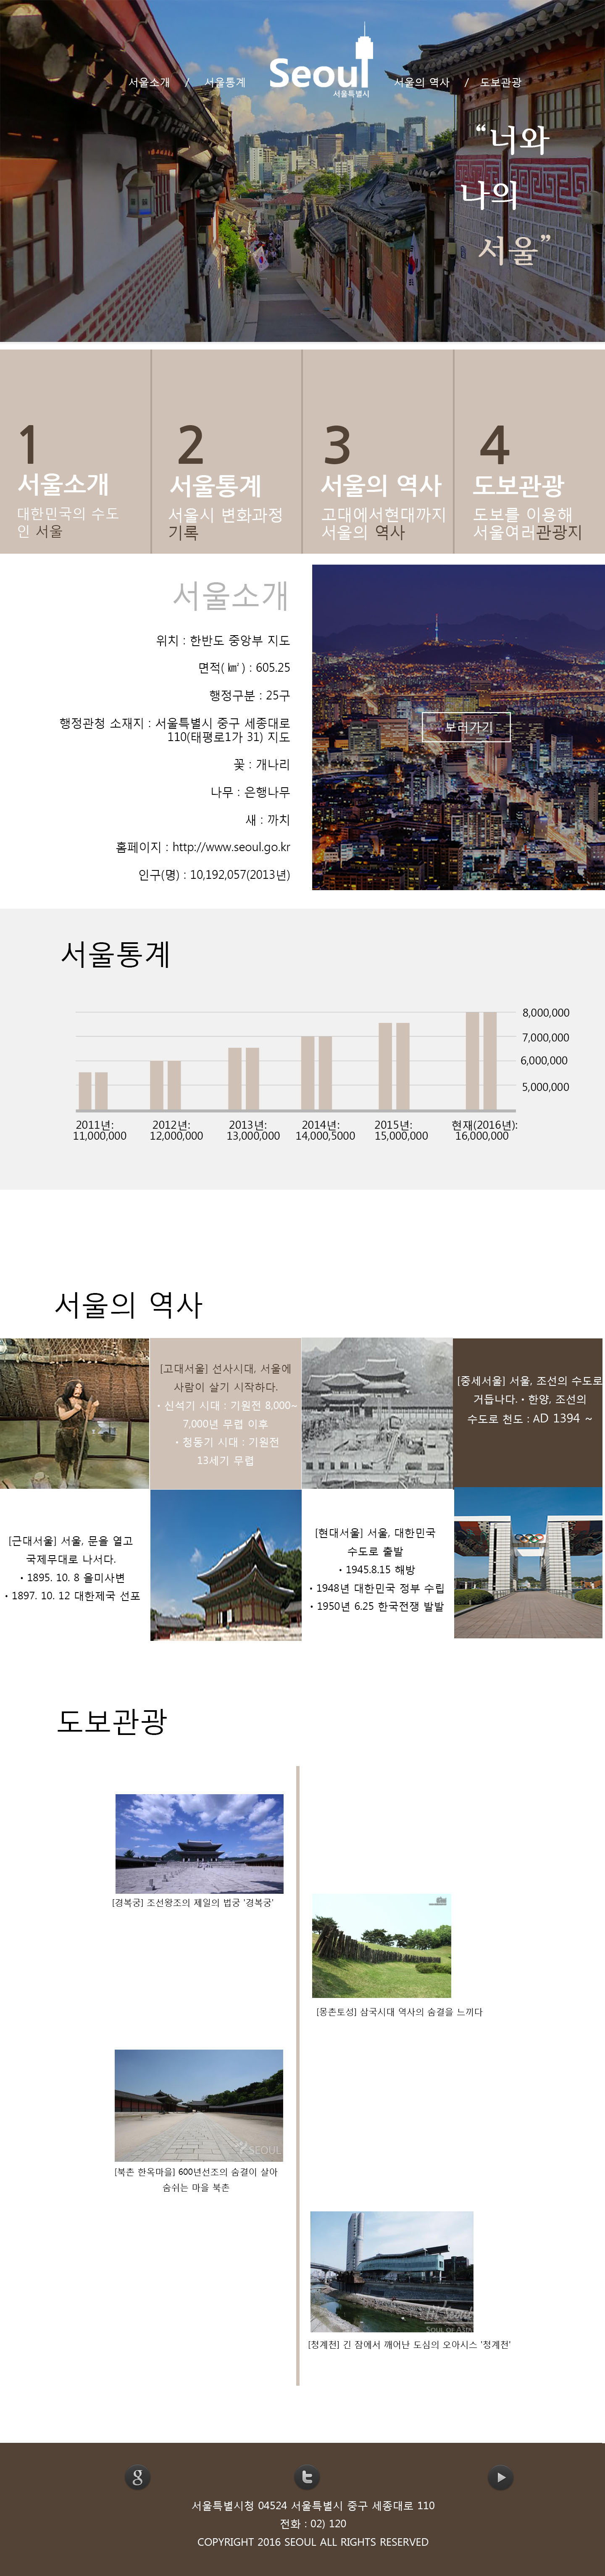 서울소개 / 서울통계
Seoul
서울특별시
서울의 역사 / 도보관광
“너와
나의
서울”
1
서울소개
대한민국의 수도
인 서울
2
서울통계
서울시 변화과정
기록
3
서울의 역사
고대에서현대까지
서울의 역사
4
도보관광
도보를 이용해
서울여러관광지
서울소개
위치 : 한반도 중앙부 지도
면적( ㎢ ) : 605.25
행정구분 : 25구
행정관청 소재지 : 서울특별시 중구 세종대로
110(태평로1가 31) 지도
꽃 : 개나리
나무 : 은행나무
새 : 까치
홈페이지 : http://www.seoul.go.kr
인구(명) : 10,192,057(2013년)
보러가기
서울통계
8,000,000
7,000,000
6,000,000
5,000,000
2011년:
11,000,000
2012년:
12,000,000
2013년:
13,000,000
2014년:
14,000,5000
2015년:
15,000,000
현재(2016년):
16,000,000
서울의 역사
[고대서울] 선사시대, 서울에
사람이 살기 시작하다.
• 신석기 시대 : 기원전 8,000~
7,000년 무렵 이후
• 청동기 시대 : 기원전
13세기 무렵
[중세서울] 서울, 조선의 수도로
거듭나다. • 한양, 조선의
수도로 천도 : AD 1394 ~
[근대서울] 서울, 문을 열고
국제무대로 나서다.
• 1895. 10. 8 을미사변
• 1897. 10. 12 대한제국 선포
[현대서울] 서울, 대한민국
수도로 출발
• 1945.8.15 해방
• 1948년 대한민국 정부 수립
• 1950년 6.25 한국전쟁 발발
도보관광
[경복궁] 조선왕조의 제일의 법궁 '경복궁'
[몽촌토성] 삼국시대 역사의 숨결을 느끼다
SEOUL
[북촌 한옥마을] 600년선조의 숨결이 살아
숨쉬는 마을 북촌
SOUL OF ASIA
[청계천] 긴 잠에서 깨어난 도심의 오아시스 '청계천'
서울특별시청 04524 서울특별시 중구 세종대로 110
전화 : 02) 120
COPYRIGHT 2016 SEOUL ALL RIGHTS RESERVED